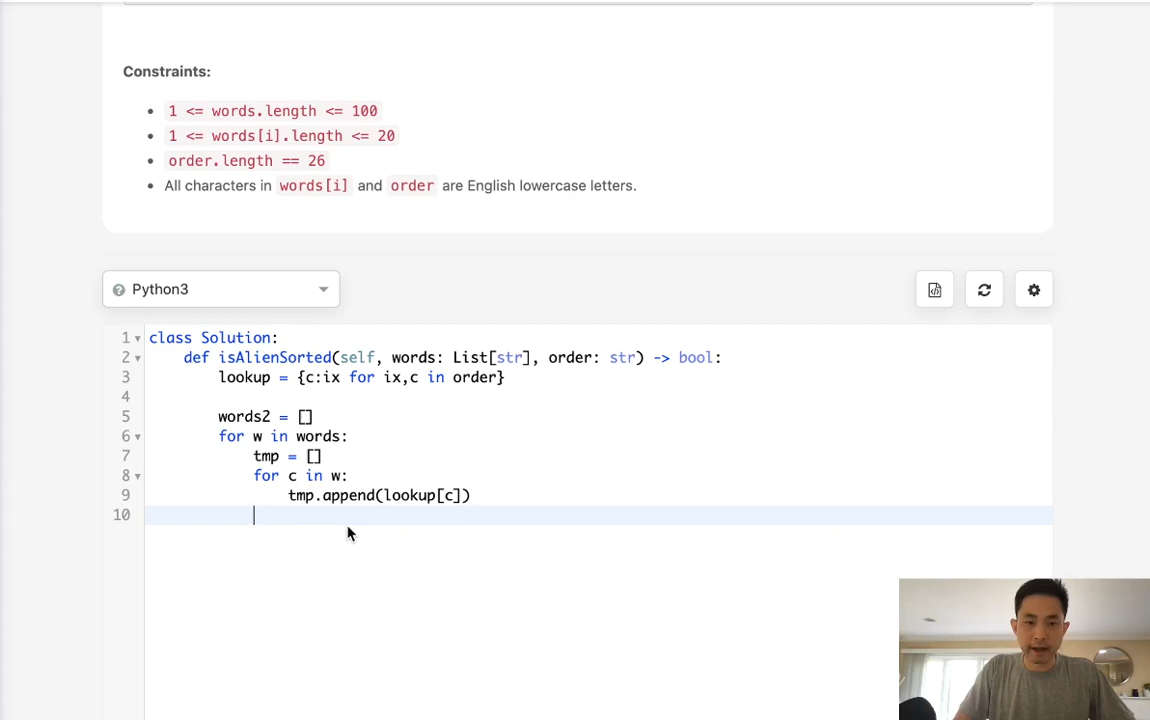 Constraints:
1 <= words.length <= 100
1 <= words[i].length <= 20
order.length == 26
All characters in words[i] and order are English lowercase letters.
Python3
1 class Solution:
2 def isAlienSorted(self, words: List[str], order: str) -> bool:
3 lookup = {c:ix for ix,c in order}
4
5 words2 = []
6 for w in words:
7 tmp = []
8 for c in w:
9 tmp.append(lookup[c])
10